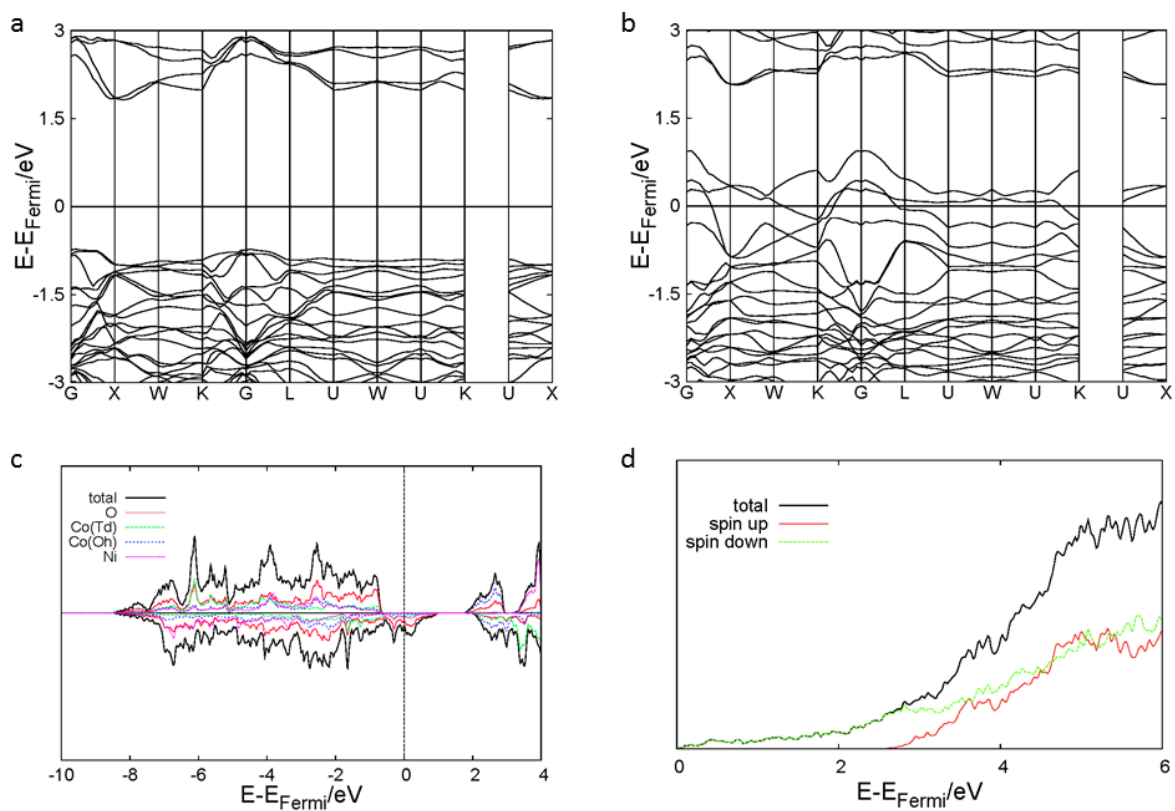 a
3
1.5
0
-1.5
-3
E-E_Fermi/eV
G X W K G L U W U K U X
b
3
1.5
0
-1.5
-3
E-E_Fermi/eV
G X W K G L U W U K U X
c
total
O
Co(Td)
Co(Oh)
Ni
-10 -8 -6 -4 -2 0 2 4
E-E_Fermi/eV
d
total
spin up
spin down
0 2 4 6
E-E_Fermi/eV